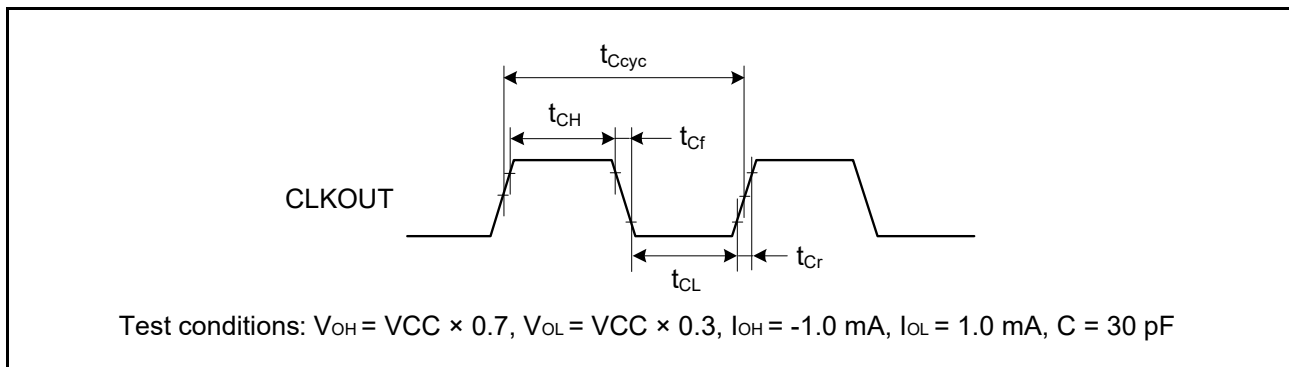 tCcyc
tCH
tCf
CLKOUT
tCL
tCr
Test conditions: VOH = VCC × 0.7, VOL = VCC × 0.3, IOH = -1.0 mA, IOL = 1.0 mA, C = 30 pF